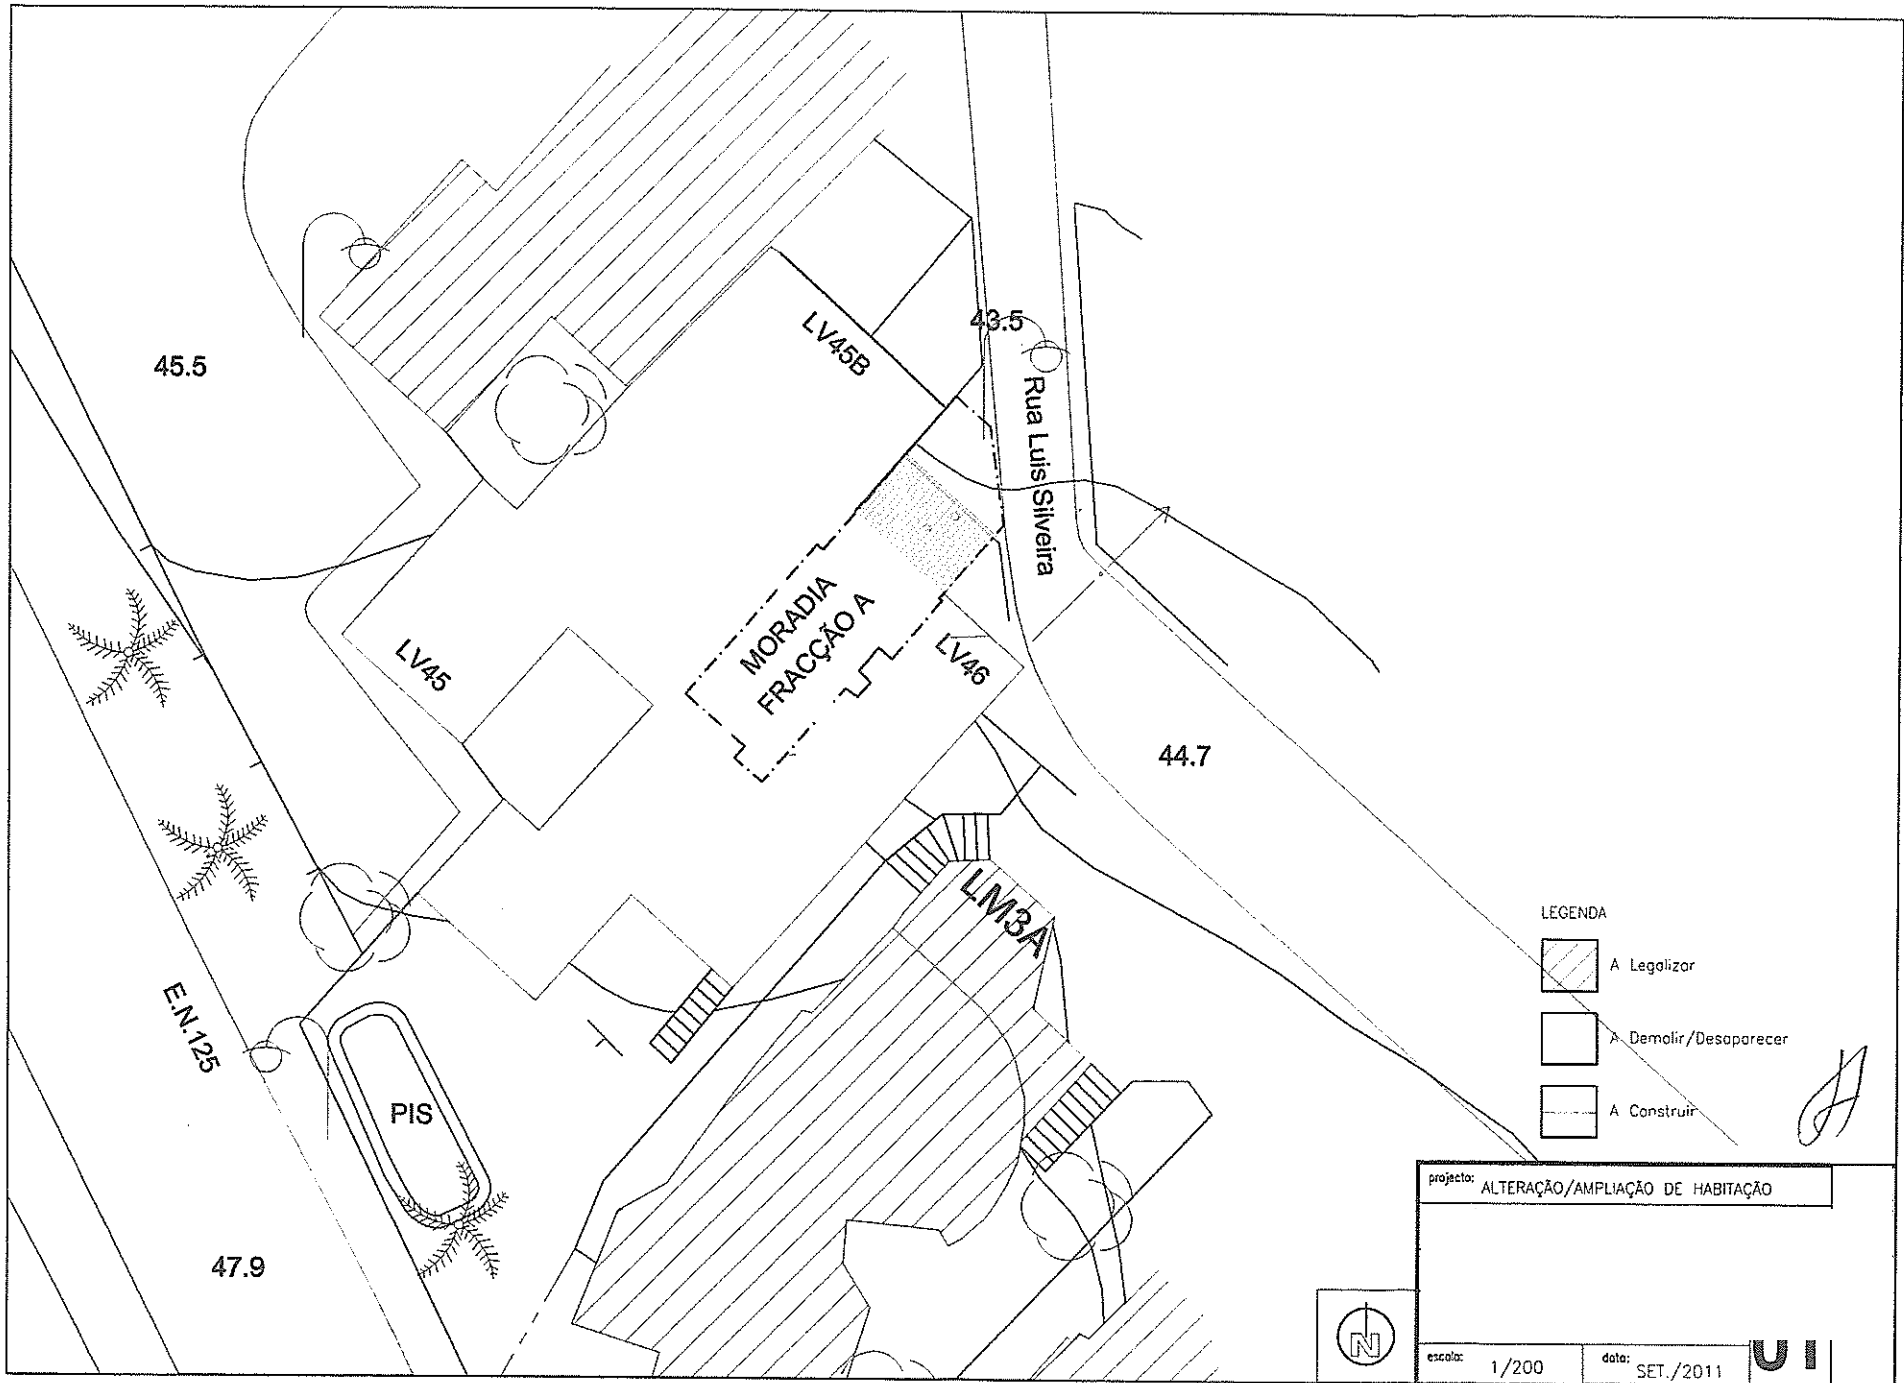 45.5
LV45B
43.5
Rua Luis Silveira
MORADIA
FRACÇÃO A
LV45
LV46
44.7
LM3A
E.N.125
PIS
47.9
LEGENDA
A Legalizar
A Demolir/Desaparecer
A Construir
projecto: ALTERAÇÃO/AMPLIAÇÃO DE HABITAÇÃO
N
escala: 1/200
data: SET./2011
01